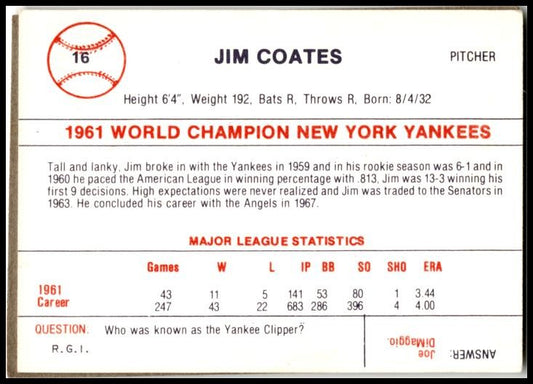 16
JIM COATES
PITCHER
Height 6'4", Weight 192, Bats R, Throws R, Born: 8/4/32
1961 WORLD CHAMPION NEW YORK YANKEES
Tall and lanky, Jim broke in with the Yankees in 1959 and in his rookie season was 6-1 and in
1960 he paced the American League in winning percentage with .813. Jim was 13-3 winning his
first 9 decisions. High expectations were never realized and Jim was traded to the Senators in
1963. He concluded his career with the Angels in 1967.
MAJOR LEAGUE STATISTICS
Games W L IP BB SO SHO ERA
1961 43 11 5 141 53 80 1 3.44
Career 247 43 22 683 286 396 4 4.00
QUESTION: Who was known as the Yankee Clipper?
R.G.I.
ANSWER: Joe
DiMaggio.